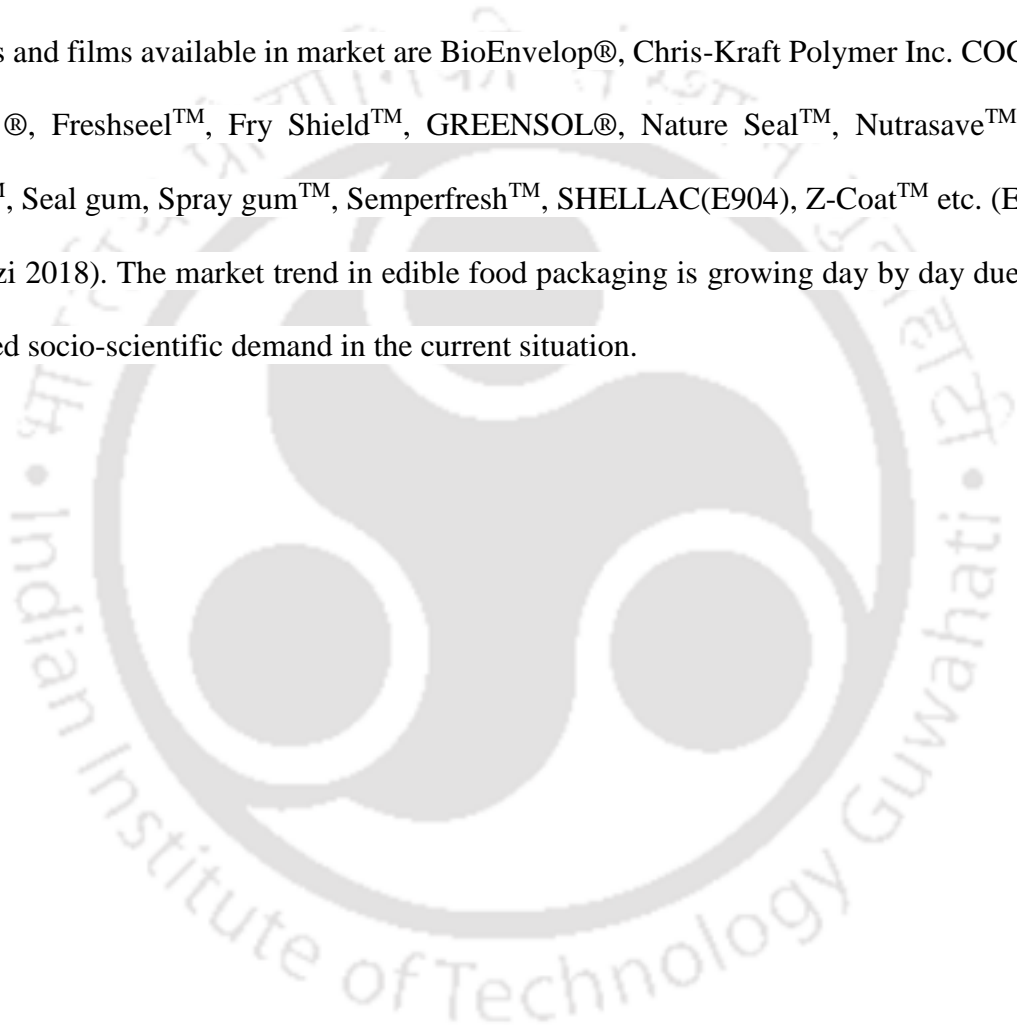 s and films available in market are BioEnvelop®, Chris-Kraft Polymer Inc. COG
®, Freshseel™, Fry Shield™, GREENSOL®, Nature Seal™, Nutrasave™
, Seal gum, Spray gum™, Semperfresh™, SHELLAC(E904), Z-Coat™ etc. (E
zi 2018). The market trend in edible food packaging is growing day by day due
ed socio-scientific demand in the current situation.
Indian Institute of Technology Guwahati